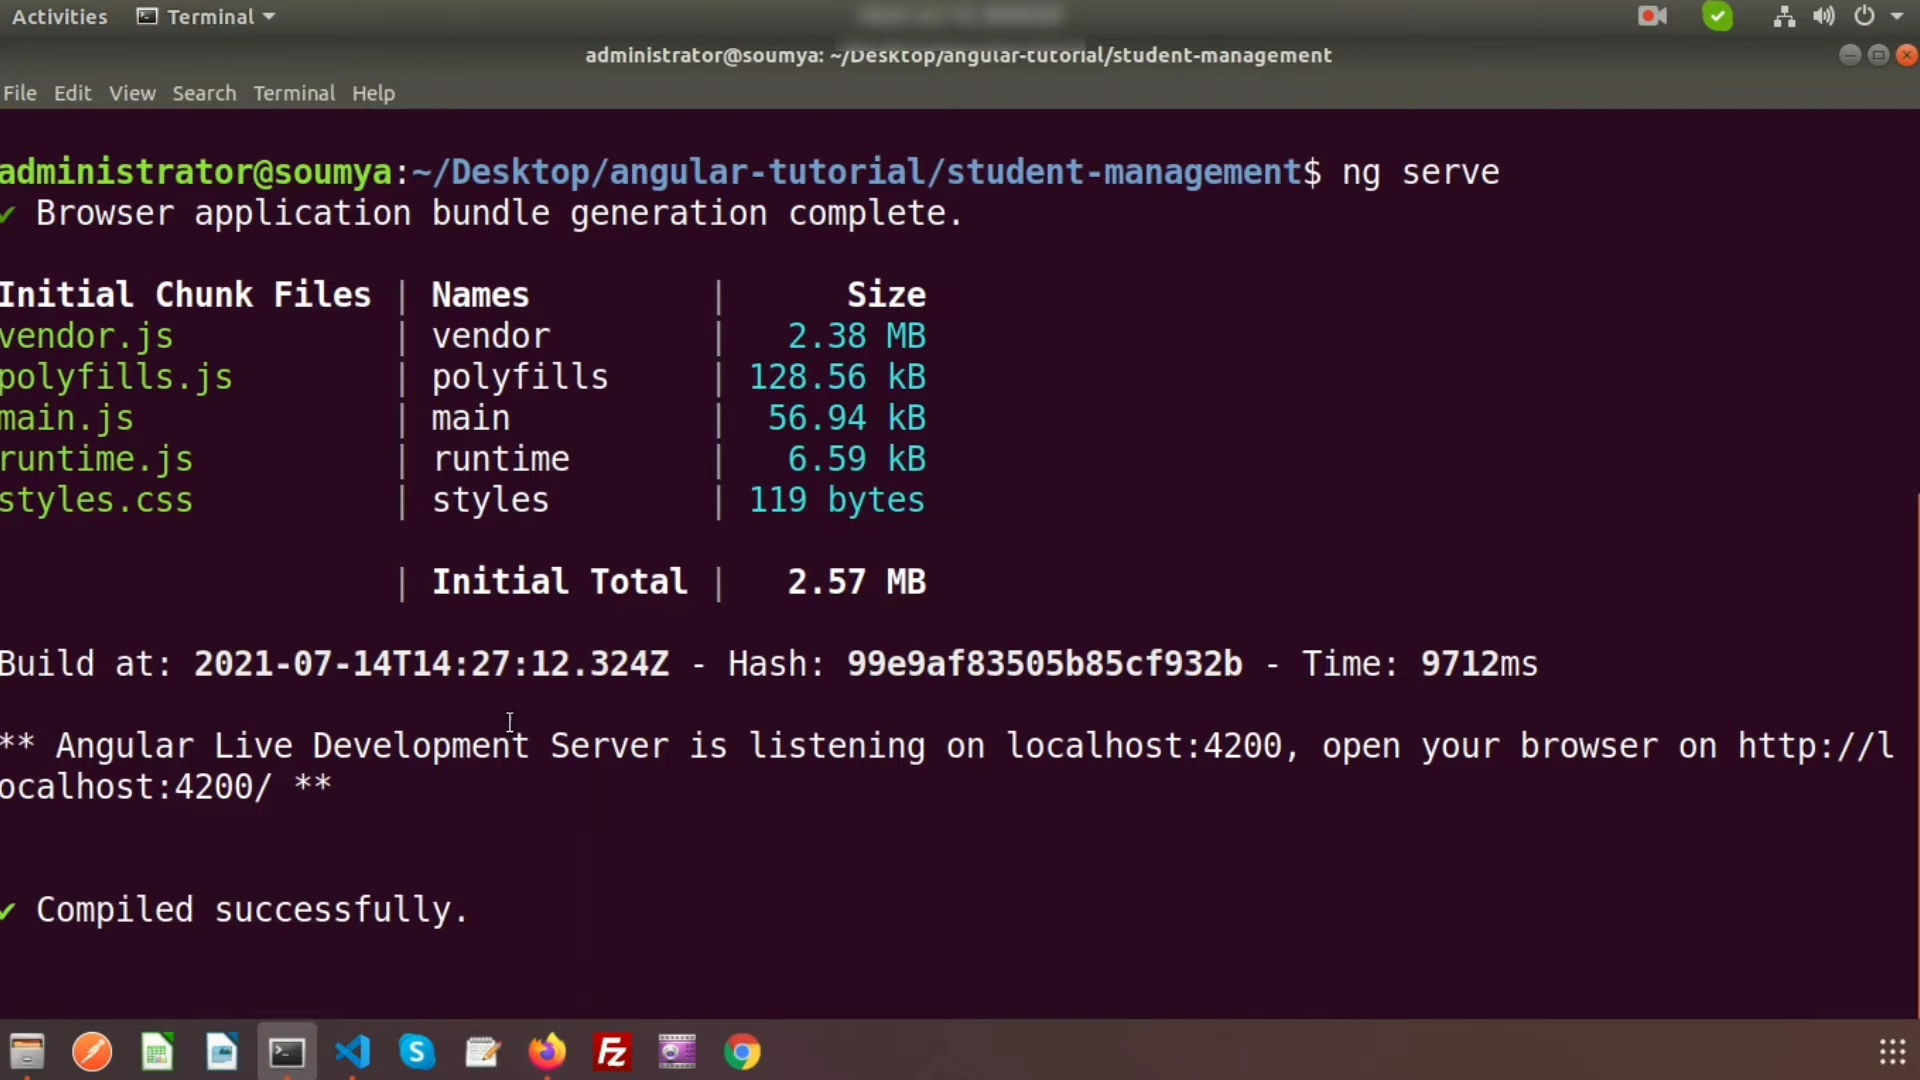 Activities Terminal
administrator@soumya: ~/Desktop/angular-tutorial/student-management
File Edit View Search Terminal Help
administrator@soumya:~/Desktop/angular-tutorial/student-management$ ng serve
✔ Browser application bundle generation complete.
Initial Chunk Files | Names | Size
vendor.js | vendor | 2.38 MB
polyfills.js | polyfills | 128.56 kB
main.js | main | 56.94 kB
runtime.js | runtime | 6.59 kB
styles.css | styles | 119 bytes
| Initial Total | 2.57 MB
Build at: 2021-07-14T14:27:12.324Z - Hash: 99e9af83505b85cf932b - Time: 9712ms
** Angular Live Development Server is listening on localhost:4200, open your browser on http://l
ocalhost:4200/ **
✔ Compiled successfully.